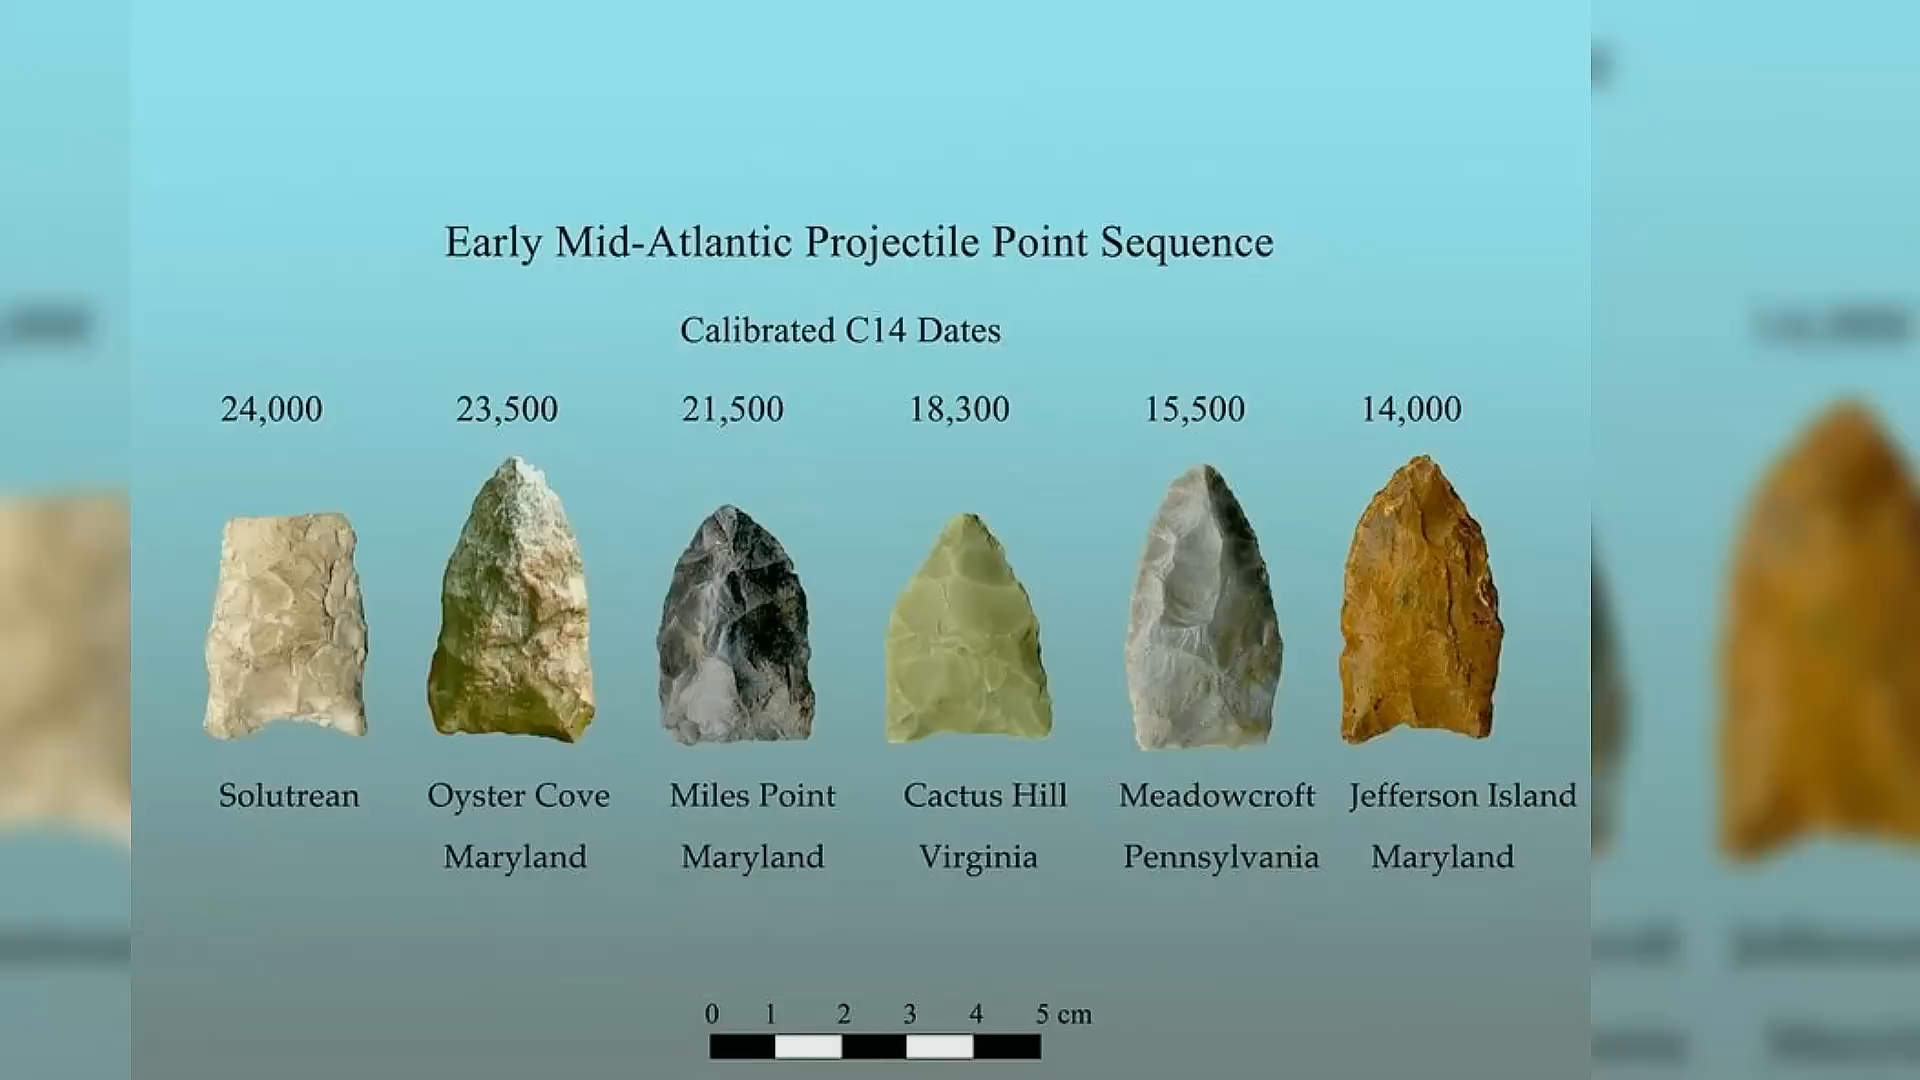 Early Mid-Atlantic Projectile Point Sequence
Calibrated C14 Dates
24,000 23,500 21,500 18,300 15,500 14,000
Solutrean Oyster Cove Miles Point Cactus Hill Meadowcroft Jefferson Island
Maryland Maryland Virginia Pennsylvania Maryland
0 1 2 3 4 5 cm